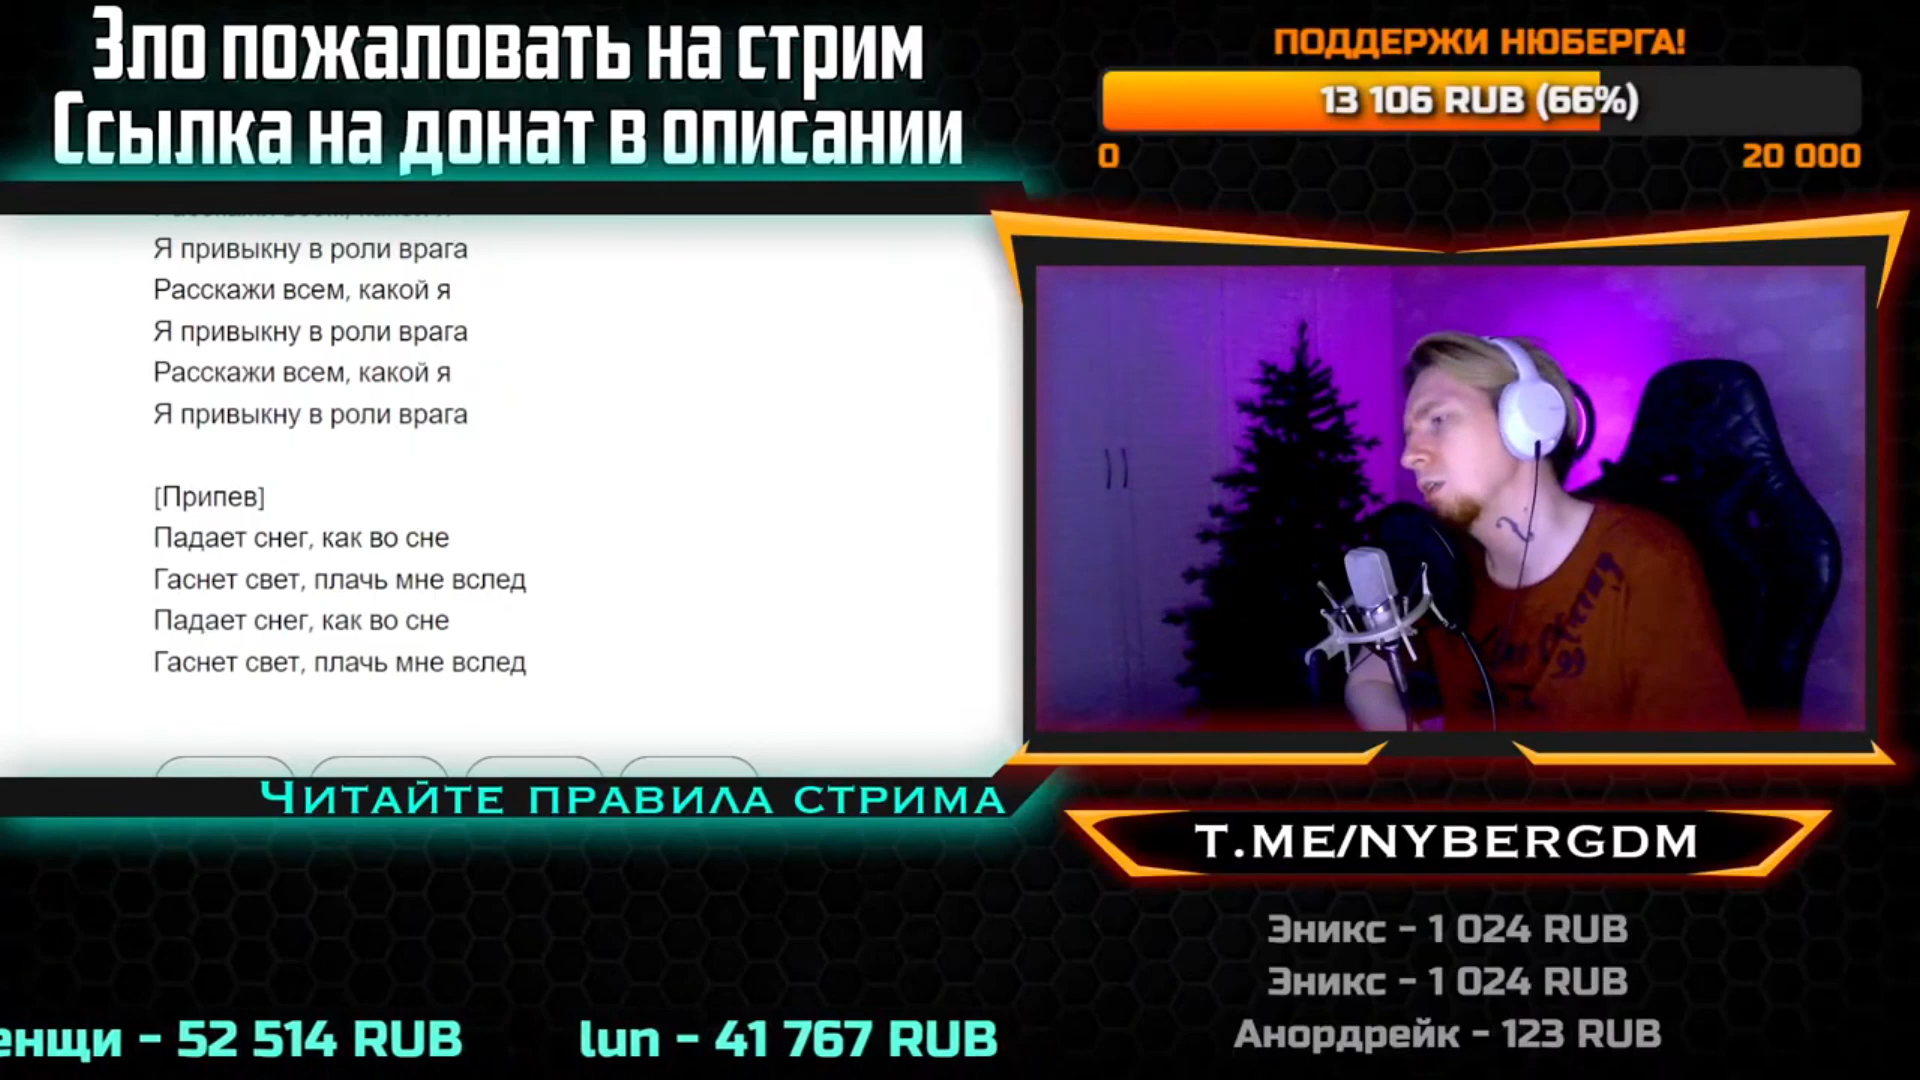 Зло пожаловать на стрим
Ссылка на донат в описании
ПОДДЕРЖИ НЮБЕРГА!
13 106 RUB (66%)
0
20 000
Я привыкну в роли врага
Расскажи всем, какой я
Я привыкну в роли врага
Расскажи всем, какой я
Я привыкну в роли врага
[Припев]
Падает снег, как во сне
Гаснет свет, плачь мне вслед
Падает снег, как во сне
Гаснет свет, плачь мне вслед
Читайте правила стрима
T.ME/NYBERGDM
Эникс - 1 024 RUB
Эникс - 1 024 RUB
Анордрейк - 123 RUB
енщи - 52 514 RUB
lun - 41 767 RUB
99